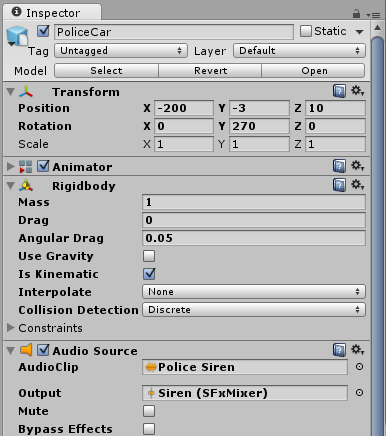 Inspector
PoliceCar Static
Tag Untagged Layer Default
Model Select Revert Open
Transform
Position X -200 Y -3 Z 10
Rotation X 0 Y 270 Z 0
Scale X 1 Y 1 Z 1
Animator
Rigidbody
Mass 1
Drag 0
Angular Drag 0.05
Use Gravity
Is Kinematic
Interpolate None
Collision Detection Discrete
Constraints
Audio Source
AudioClip Police Siren
Output Siren (SFxMixer)
Mute
Bypass Effects